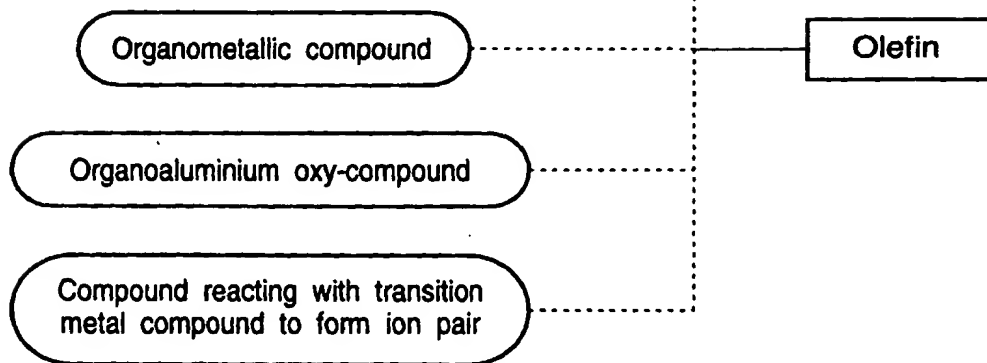 Organometallic compound
Olefin
Organoaluminium oxy-compound
Compound reacting with transition
metal compound to form ion pair